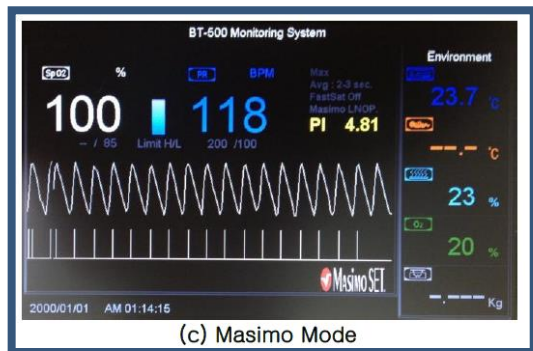 BT-500 Monitoring System
SpO2 % PR BPM
100 118
-- / 85 Limit H/L 200 /100
Max
Avg : 2-3 sec.
FastSat Off
Masimo LNOP.
PI 4.81
Masimo SET.
2000/01/01 AM 01:14:15
Environment
23.7 °C
--.- °C
23 %
O2
20 %
-.--- Kg
(c) Masimo Mode